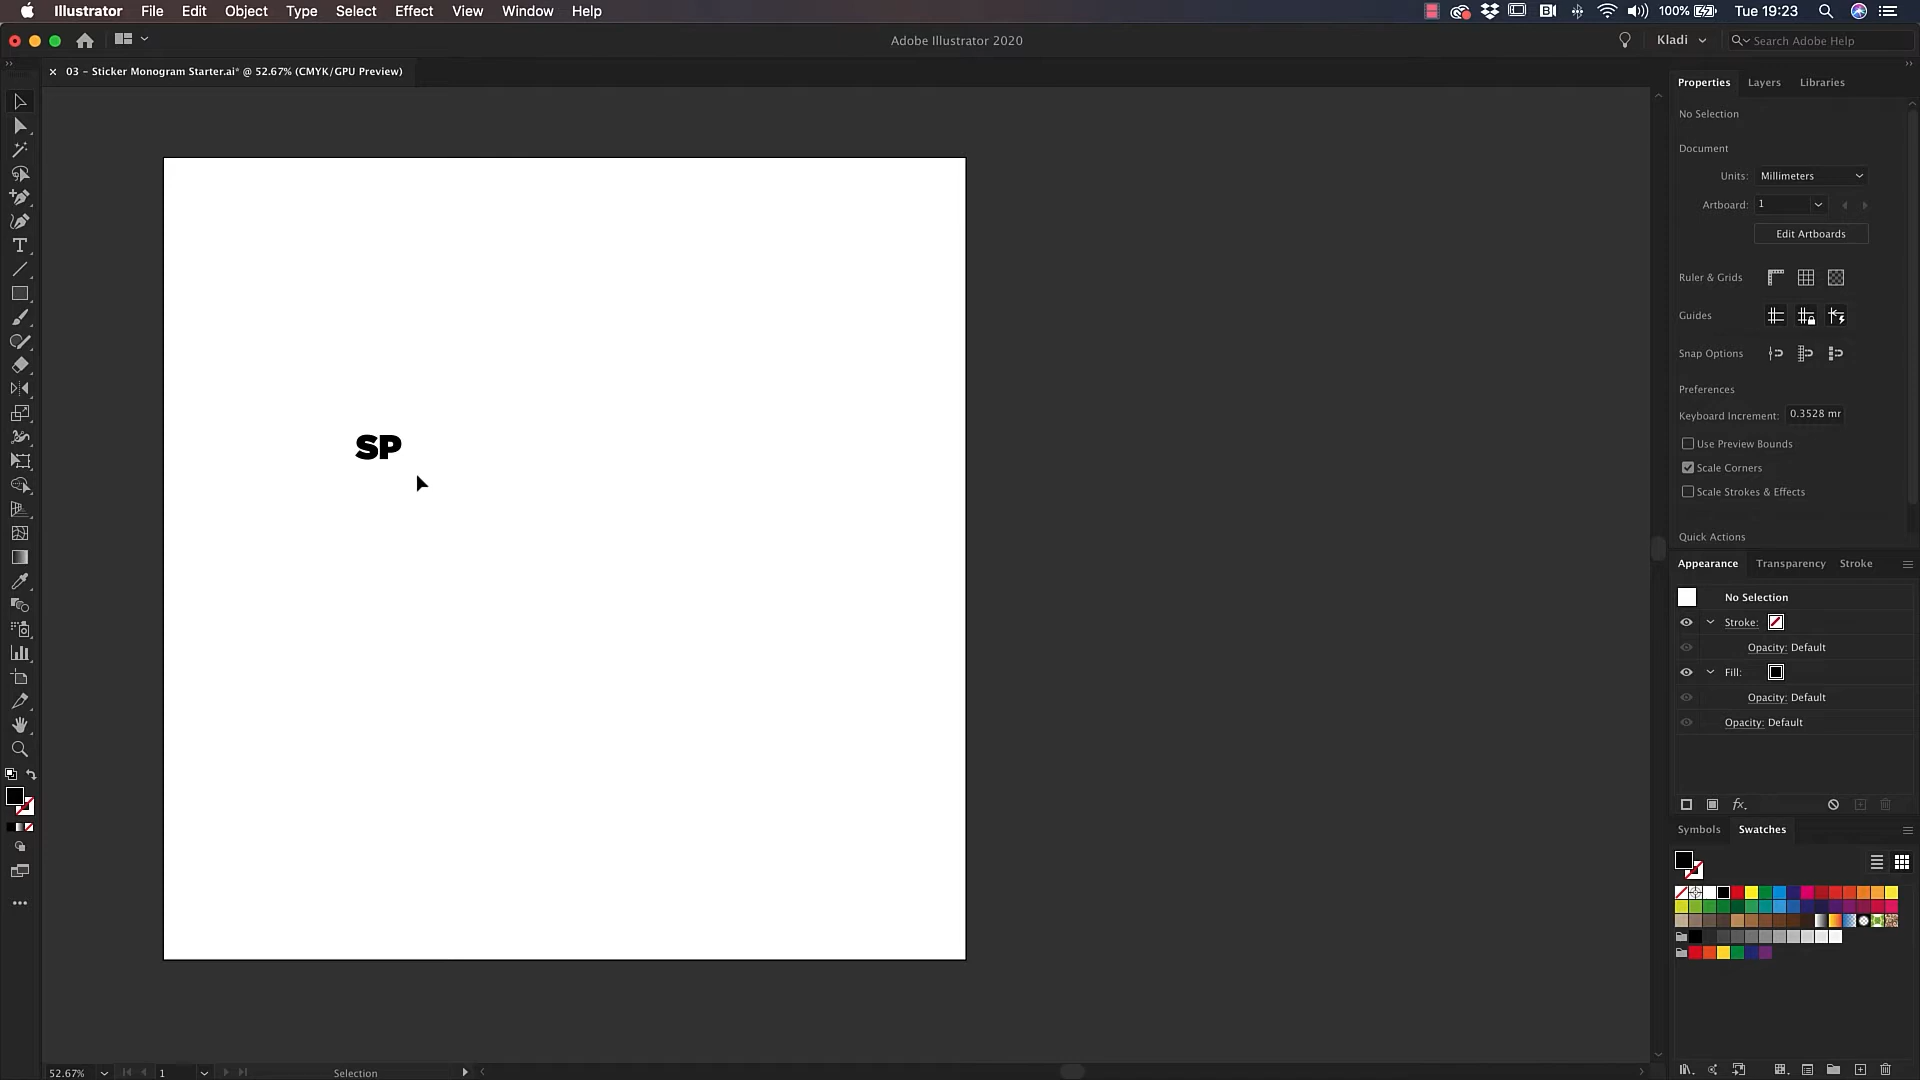 Illustrator File Edit Object Type Select Effect View Window Help
100% Tue 19:23
Adobe Illustrator 2020
Kladi
Search Adobe Help
× 03 - Sticker Monogram Starter.ai* @ 52.67% (CMYK/GPU Preview)
Properties Layers Libraries
No Selection
Document
Units: Millimeters
Artboard: 1
Edit Artboards
Ruler & Grids
Guides
Snap Options
Preferences
Keyboard Increment: 0.3528 mr
Use Preview Bounds
Scale Corners
Scale Strokes & Effects
Quick Actions
SP
Appearance Transparency Stroke
No Selection
Stroke:
Opacity: Default
Fill:
Opacity: Default
Opacity: Default
fx.
Symbols Swatches
52.67% 1 Selection